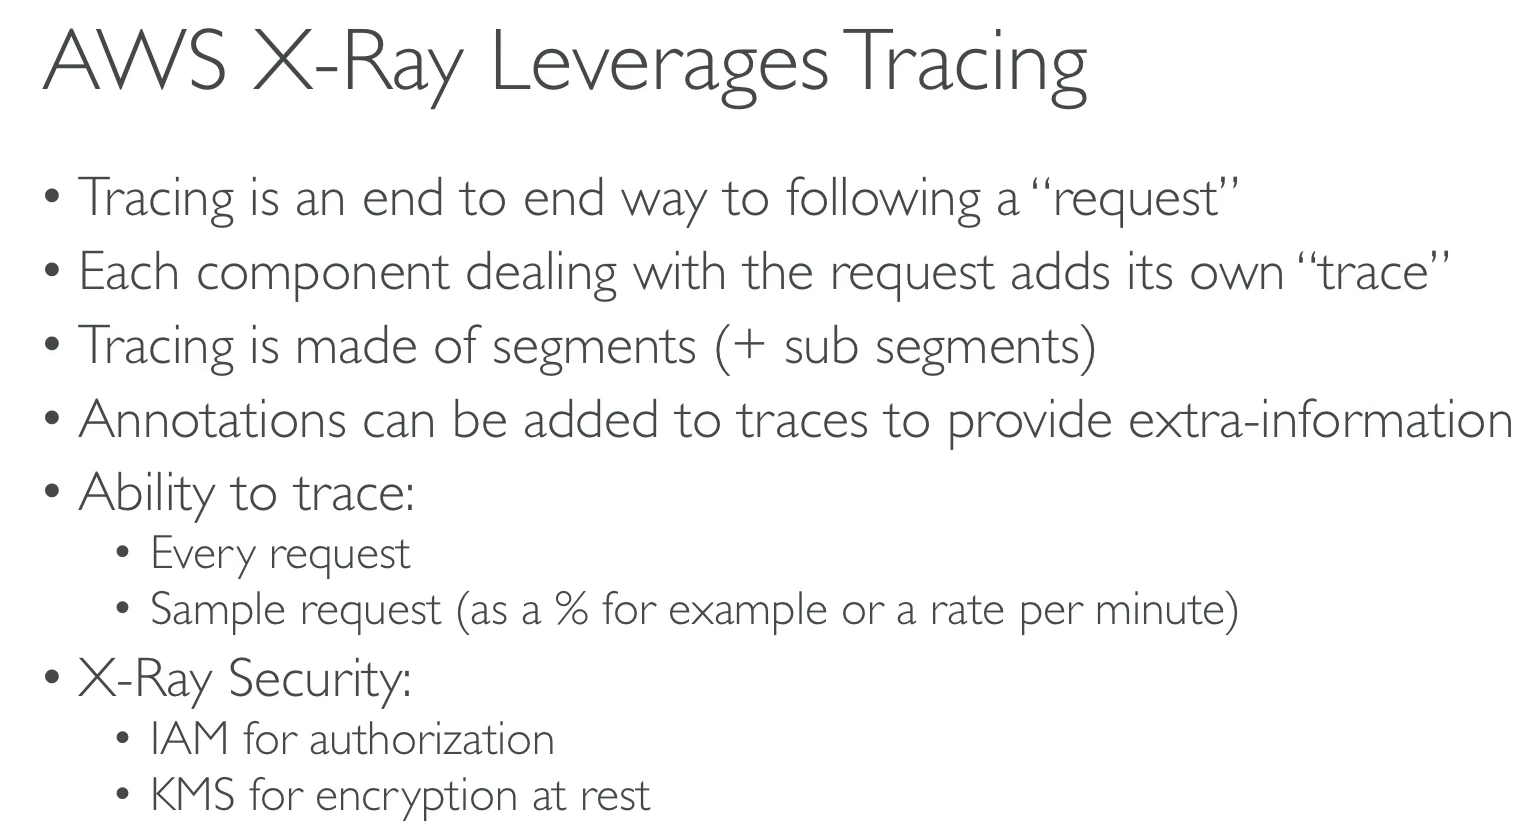 AWS X-Ray Leverages Tracing
• Tracing is an end to end way to following a “request”
• Each component dealing with the request adds its own “trace”
• Tracing is made of segments (+ sub segments)
• Annotations can be added to traces to provide extra-information
• Ability to trace:
• Every request
• Sample request (as a % for example or a rate per minute)
• X-Ray Security:
• IAM for authorization
• KMS for encryption at rest